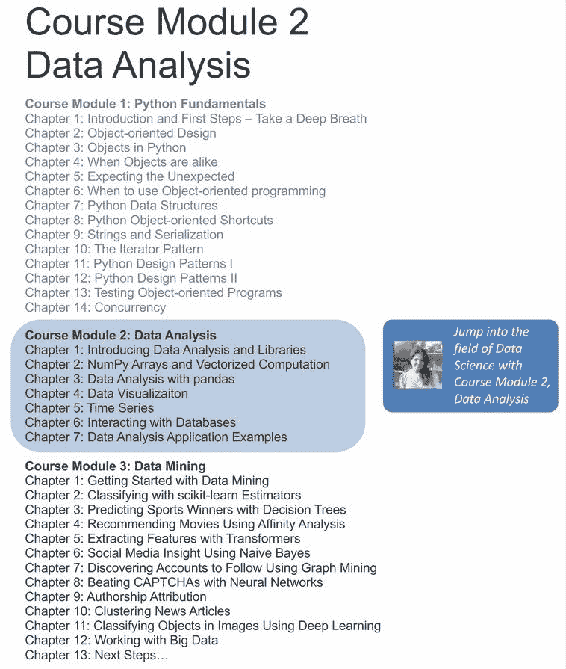 Course Module 2
Data Analysis
Course Module 1: Python Fundamentals
Chapter 1: Introduction and First Steps – Take a Deep Breath
Chapter 2: Object-oriented Design
Chapter 3: Objects in Python
Chapter 4: When Objects are alike
Chapter 5: Expecting the Unexpected
Chapter 6: When to use Object-oriented programming
Chapter 7: Python Data Structures
Chapter 8: Python Object-oriented Shortcuts
Chapter 9: Strings and Serialization
Chapter 10: The Iterator Pattern
Chapter 11: Python Design Patterns I
Chapter 12: Python Design Patterns II
Chapter 13: Testing Object-oriented Programs
Chapter 14: Concurrency
Course Module 2: Data Analysis
Chapter 1: Introducing Data Analysis and Libraries
Chapter 2: NumPy Arrays and Vectorized Computation
Chapter 3: Data Analysis with pandas
Chapter 4: Data Visualizaiton
Chapter 5: Time Series
Chapter 6: Interacting with Databases
Chapter 7: Data Analysis Application Examples
Jump into the
field of Data
Science with
Course Module 2,
Data Analysis
Course Module 3: Data Mining
Chapter 1: Getting Started with Data Mining
Chapter 2: Classifying with scikit-learn Estimators
Chapter 3: Predicting Sports Winners with Decision Trees
Chapter 4: Recommending Movies Using Affinity Analysis
Chapter 5: Extracting Features with Transformers
Chapter 6: Social Media Insight Using Naive Bayes
Chapter 7: Discovering Accounts to Follow Using Graph Mining
Chapter 8: Beating CAPTCHAs with Neural Networks
Chapter 9: Authorship Attribution
Chapter 10: Clustering News Articles
Chapter 11: Classifying Objects in Images Using Deep Learning
Chapter 12: Working with Big Data
Chapter 13: Next Steps…